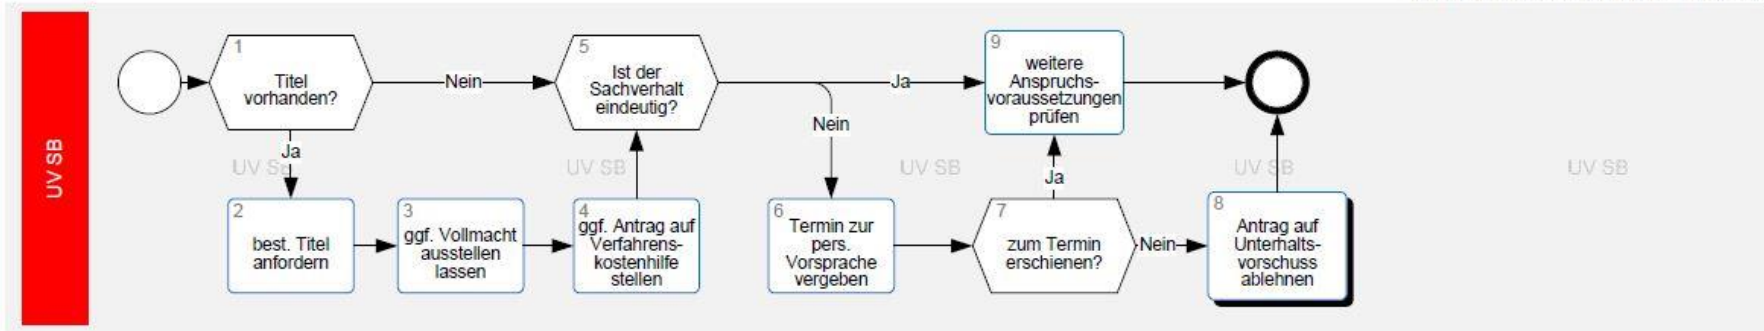 UV SB
1
Titel
vorhanden?
Nein
5
Ist der
Sachverhalt
eindeutig?
Ja
Nein
9
weitere
Anspruchs-
voraussetzungen
prüfen
Ja
UV SB
UV SB
UV SB
UV SB
UV SB
Ja
2
best. Titel
anfordern
3
ggf. Vollmacht
ausstellen
lassen
4
ggf. Antrag auf
Verfahrens-
kostenhilfe
stellen
6
Termin zur
pers.
Vorsprache
vergeben
7
zum Termin
erschienen?
Nein
8
Antrag auf
Unterhalts-
vorschuss
ablehnen